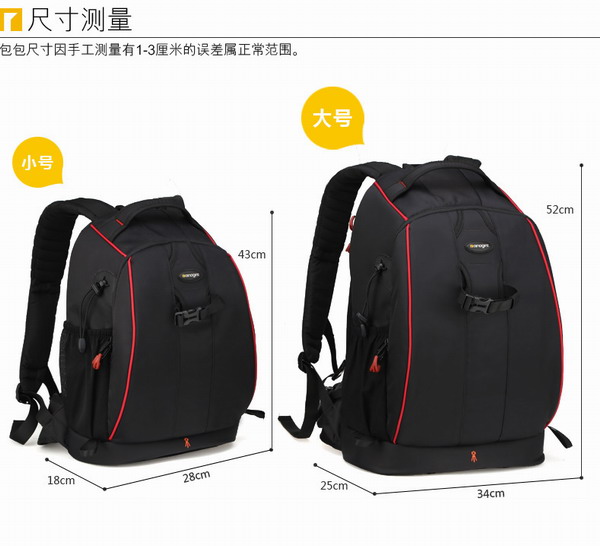 尺寸测量
包包尺寸因手工测量有1-3厘米的误差属正常范围。
小号
大号
43cm
52cm
18cm
28cm
25cm
34cm